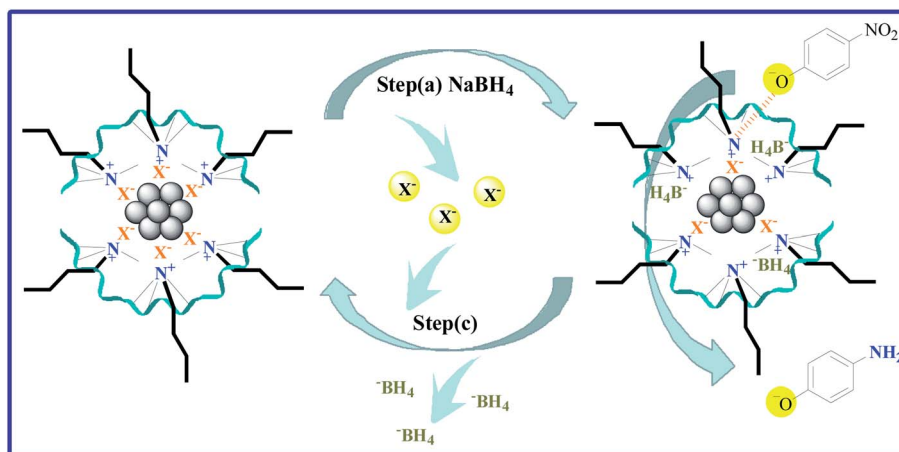 NO₂
⁻O
Step(a) NaBH₄
N⁺
N⁺
N⁺
X⁻
X⁻
X⁻
X⁻
X⁻
X⁻
N⁺
N⁺
N⁺
X⁻
X⁻
X⁻
N⁺
H₄B⁻
N⁺
N⁺
X⁻
H₄B⁻
X⁻
X⁻
N⁺
N⁺
⁻BH₄
N⁺
Step(c)
⁻BH₄
⁻BH₄
⁻BH₄
NH₂
⁻O